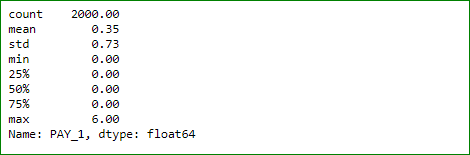 count    2000.00
mean        0.35
std         0.73
min         0.00
25%         0.00
50%         0.00
75%         0.00
max         6.00
Name: PAY_1, dtype: float64